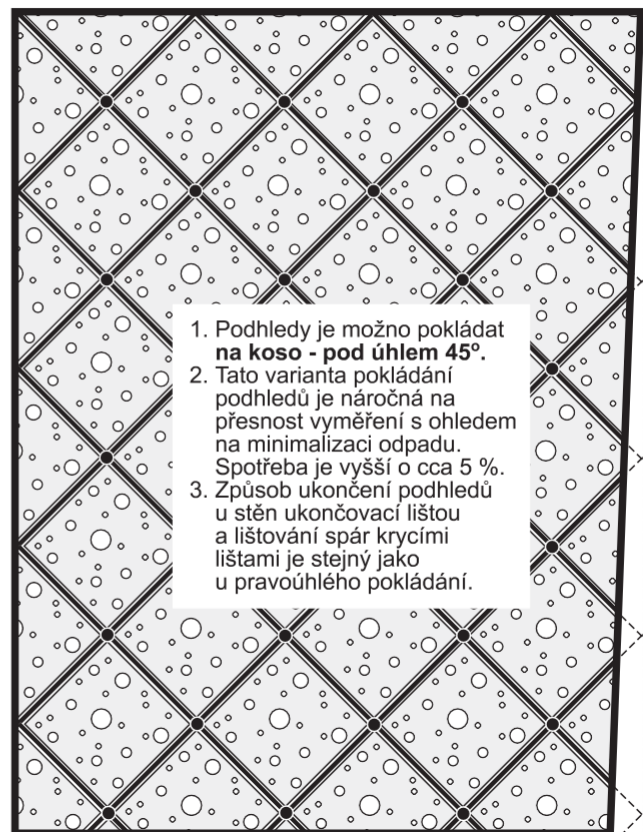 1. Podhledy je možno pokládat
na koso - pod úhlem 45°.
2. Tato varianta pokládání
podhledů je náročná na
přesnost vyměření s ohledem
na minimalizaci odpadu.
Spotřeba je vyšší o cca 5 %.
3. Způsob ukončení podhledů
u stěn ukončovací lištou
a lištování spár krycími
lištami je stejný jako
u pravoúhlého pokládání.